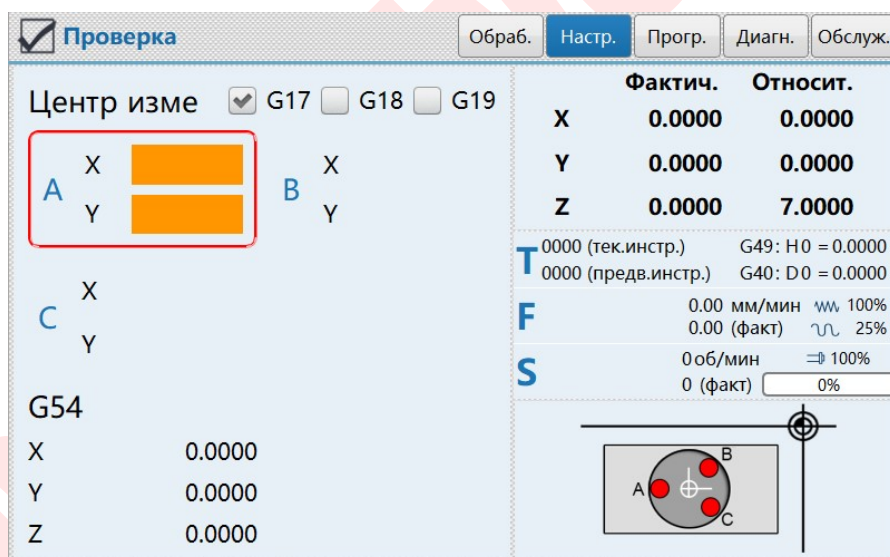 Проверка
Обраб. Настр. Прогр. Диагн. Обслуж.
Центр изме G17 G18 G19
A X
Y
B X
Y
C X
Y
G54
X 0.0000
Y 0.0000
Z 0.0000
Фактич. Относит.
X 0.0000 0.0000
Y 0.0000 0.0000
Z 0.0000 7.0000
T 0000 (тек.инстр.) G49: H0 = 0.0000
0000 (предв.инстр.) G40: D0 = 0.0000
F 0.00 мм/мин 100%
0.00 (факт) 25%
S 0 об/мин 100%
0 (факт) 0%
B
A
C